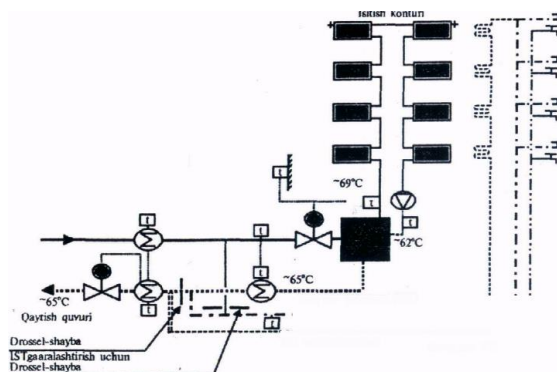 Isitish konturi
t
~69°C
t
~62°C
t
t
~65°C
~65°C
Qaytish quvuri
t
t
Drossel-shayba
ISTgaaralashtirish uchun
Drossel-shayba